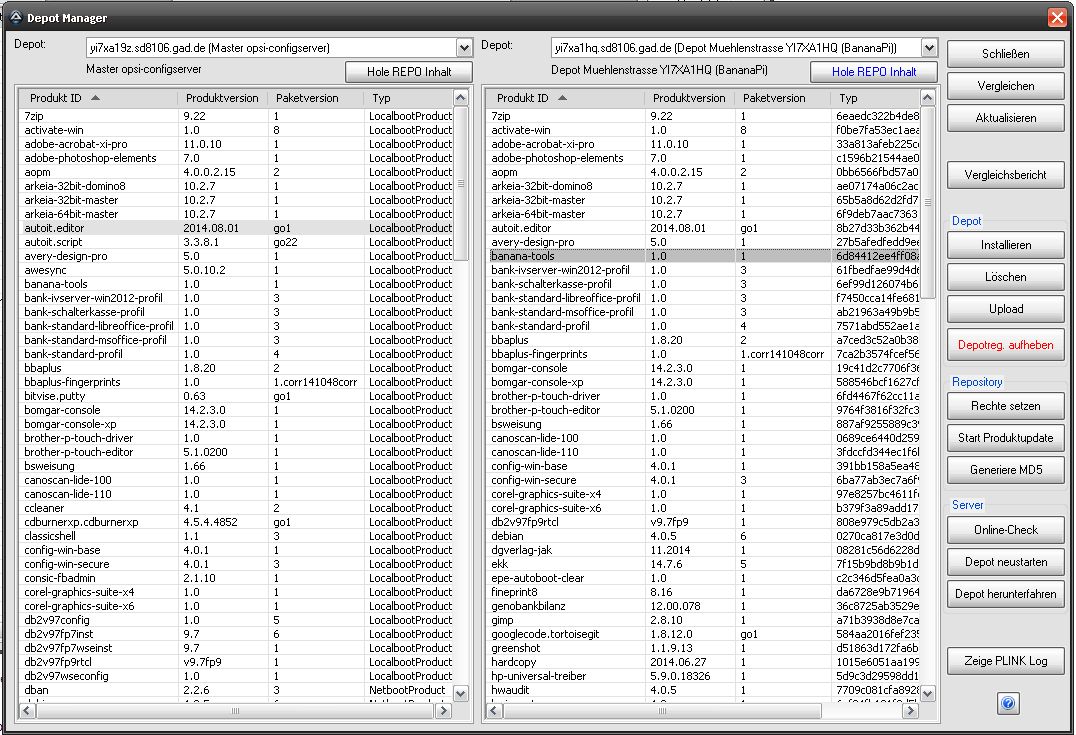 Depot Manager
Depot:
yi7xa19z.sd8106.gad.de (Master opsi-configserver)
Master opsi-configserver
Hole REPO Inhalt
Produkt ID Produktversion Paketversion Typ
7zip 9.22 1 LocalbootProduct
activate-win 1.0 8 LocalbootProduct
adobe-acrobat-xi-pro 11.0.10 1 LocalbootProduct
adobe-photoshop-elements 7.0 1 LocalbootProduct
aopm 4.0.0.2.15 2 LocalbootProduct
arkeia-32bit-domino8 10.2.7 1 LocalbootProduct
arkeia-32bit-master 10.2.7 1 LocalbootProduct
arkeia-64bit-master 10.2.7 1 LocalbootProduct
autoit.editor 2014.08.01 go1 LocalbootProduct
autoit.script 3.3.8.1 go22 LocalbootProduct
avery-design-pro 5.0 1 LocalbootProduct
awesync 5.0.10.2 1 LocalbootProduct
banana-tools 1.0 1 LocalbootProduct
bank-ivserver-win2012-profil 1.0 3 LocalbootProduct
bank-schalterkasse-profil 1.0 3 LocalbootProduct
bank-standard-libreoffice-profil 1.0 3 LocalbootProduct
bank-standard-msoffice-profil 1.0 3 LocalbootProduct
bank-standard-profil 1.0 4 LocalbootProduct
bbaplus 1.8.20 2 LocalbootProduct
bbaplus-fingerprints 1.0 1.corr141048corr LocalbootProduct
bitvise.putty 0.63 go1 LocalbootProduct
bomgar-console 14.2.3.0 1 LocalbootProduct
bomgar-console-xp 14.2.3.0 1 LocalbootProduct
brother-p-touch-driver 1.0 1 LocalbootProduct
brother-p-touch-editor 5.1.0200 1 LocalbootProduct
bsweisung 1.66 1 LocalbootProduct
canoscan-lide-100 1.0 1 LocalbootProduct
canoscan-lide-110 1.0 1 LocalbootProduct
ccleaner 4.1 2 LocalbootProduct
cdburnerxp.cdburnerxp 4.5.4.4852 go1 LocalbootProduct
classicshell 1.1 3 LocalbootProduct
config-win-base 4.0.1 1 LocalbootProduct
config-win-secure 4.0.1 3 LocalbootProduct
consic-fbadmin 2.1.10 1 LocalbootProduct
corel-graphics-suite-x4 1.0 1 LocalbootProduct
corel-graphics-suite-x6 1.0 1 LocalbootProduct
db2v97config 1.0 5 LocalbootProduct
db2v97fp7inst 9.7 6 LocalbootProduct
db2v97fp7wseinst 9.7 1 LocalbootProduct
db2v97fp9rtcl v9.7fp9 1 LocalbootProduct
db2v97wseconfig 1.0 1 LocalbootProduct
dban 2.2.6 3 NetbootProduct
Depot:
yi7xa1hq.sd8106.gad.de (Depot Muehlenstrasse YI7XA1HQ (BananaPi))
Depot Muehlenstrasse YI7XA1HQ (BananaPi)
Hole REPO Inhalt
Produkt ID Produktversion Paketversion Typ
7zip 9.22 1 6eaedc322b4de8
activate-win 1.0 8 f0be7fa53ec1aea
adobe-acrobat-xi-pro 11.0.10 1 33a813afeb225c
adobe-photoshop-elements 7.0 1 c1596b21544ae0
aopm 4.0.0.2.15 2 0bb6566fbd57a0
arkeia-32bit-domino8 10.2.7 1 ae07174a06c2ac
arkeia-32bit-master 10.2.7 1 65b5a8d62d2fd7
arkeia-64bit-master 10.2.7 1 6f9deb7aac7363
autoit.editor 2014.08.01 go1 8b27d33b362b44
avery-design-pro 5.0 1 27b5afedfedd9ee
banana-tools 1.0 1 6d84412ee4ff08a
bank-ivserver-win2012-profil 1.0 3 61fbedfae99d4d6
bank-schalterkasse-profil 1.0 3 6ef99d126074b6
bank-standard-libreoffice-profil 1.0 3 f7450cca14fe681
bank-standard-msoffice-profil 1.0 3 ab21963a49b9b5
bank-standard-profil 1.0 4 7571abd552ae1a
bbaplus 1.8.20 2 a7ced3c52a0b38
bbaplus-fingerprints 1.0 1.corr141048corr 7ca2b3574fcef56
bomgar-console 14.2.3.0 1 19c41d2c7706f36
bomgar-console-xp 14.2.3.0 1 588546bcf1627cf
brother-p-touch-driver 1.0 1 6fd4467f62cc11a
brother-p-touch-editor 5.1.0200 1 9764f3816f32fc3
bsweisung 1.66 1 887af9255889c3
canoscan-lide-100 1.0 1 0689ce6440d259
canoscan-lide-110 1.0 1 3fdccfd344ec1f6
config-win-base 4.0.1 1 391bb158a5ea48
config-win-secure 4.0.1 3 6ba77ab3ec7a6f
corel-graphics-suite-x4 1.0 1 97e8257bc4611f
corel-graphics-suite-x6 1.0 1 b379f3a89add17
db2v97fp9rtcl v9.7fp9 1 808e979c5db2a3
debian 4.0.5 6 0270ca817e3d0d
dgverlag-jak 11.2014 1 08281c56d6228d
ekk 14.7.6 5 7f15b9bd8b9b1d
epe-autoboot-clear 1.0 1 c2c346d5fea0a3
fineprint8 8.16 1 da6728e9b71964
genobankbilanz 12.00.078 1 36c8725ab3529e
gimp 2.8.10 1 a71b3938d8e7ca
googlecode.tortoisegit 1.8.12.0 go1 584aa2016fef235
greenshot 1.1.9.13 1 d51863d172fa6b
hardcopy 2014.06.27 1 1015e6051aa199
hp-universal-treiber 5.9.0.18326 1 5d9c3d29598dd1
hwaudit 4.0.5 1 7709c081cfa8928
Schließen
Vergleichen
Aktualisieren
Vergleichsbericht
Depot
Installieren
Löschen
Upload
Depotreg. aufheben
Repository
Rechte setzen
Start Produktupdate
Generiere MD5
Server
Online-Check
Depot neustarten
Depot herunterfahren
Zeige PLINK Log